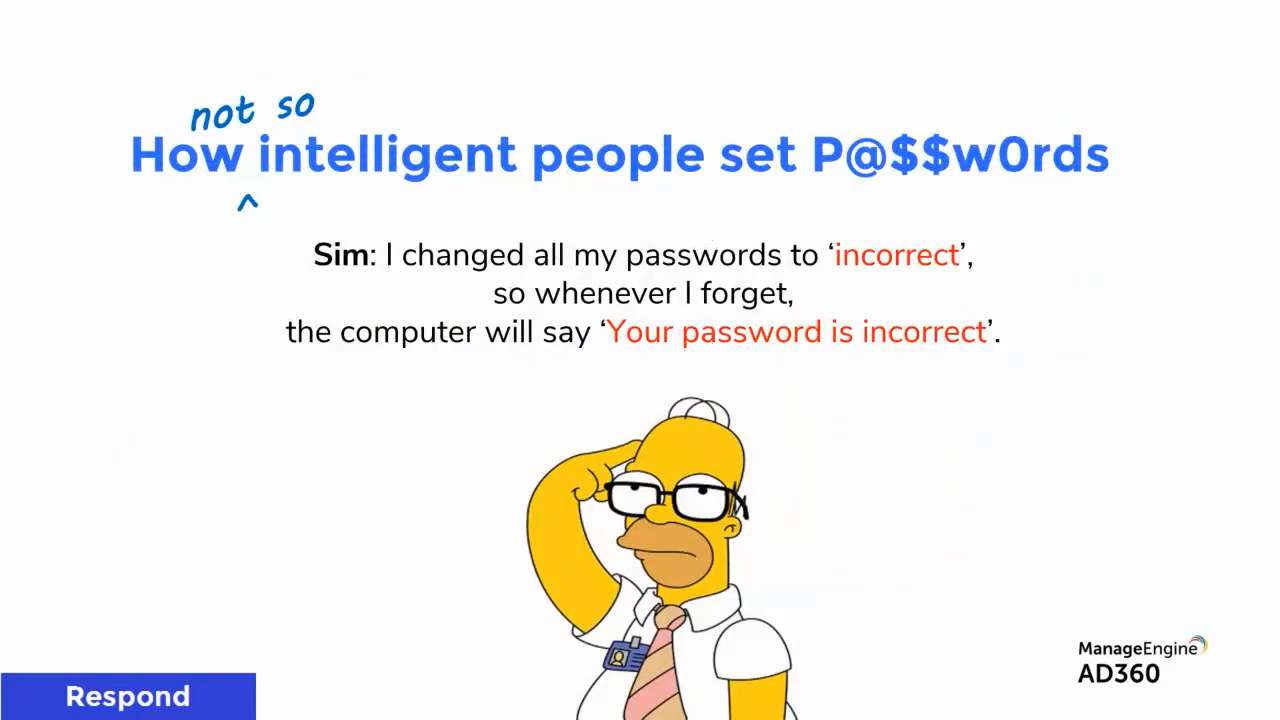 not so
How intelligent people set P@$$w0rds
^
Sim: I changed all my passwords to ‘incorrect’,
so whenever I forget,
the computer will say ‘Your password is incorrect’.
ManageEngine
AD360
Respond